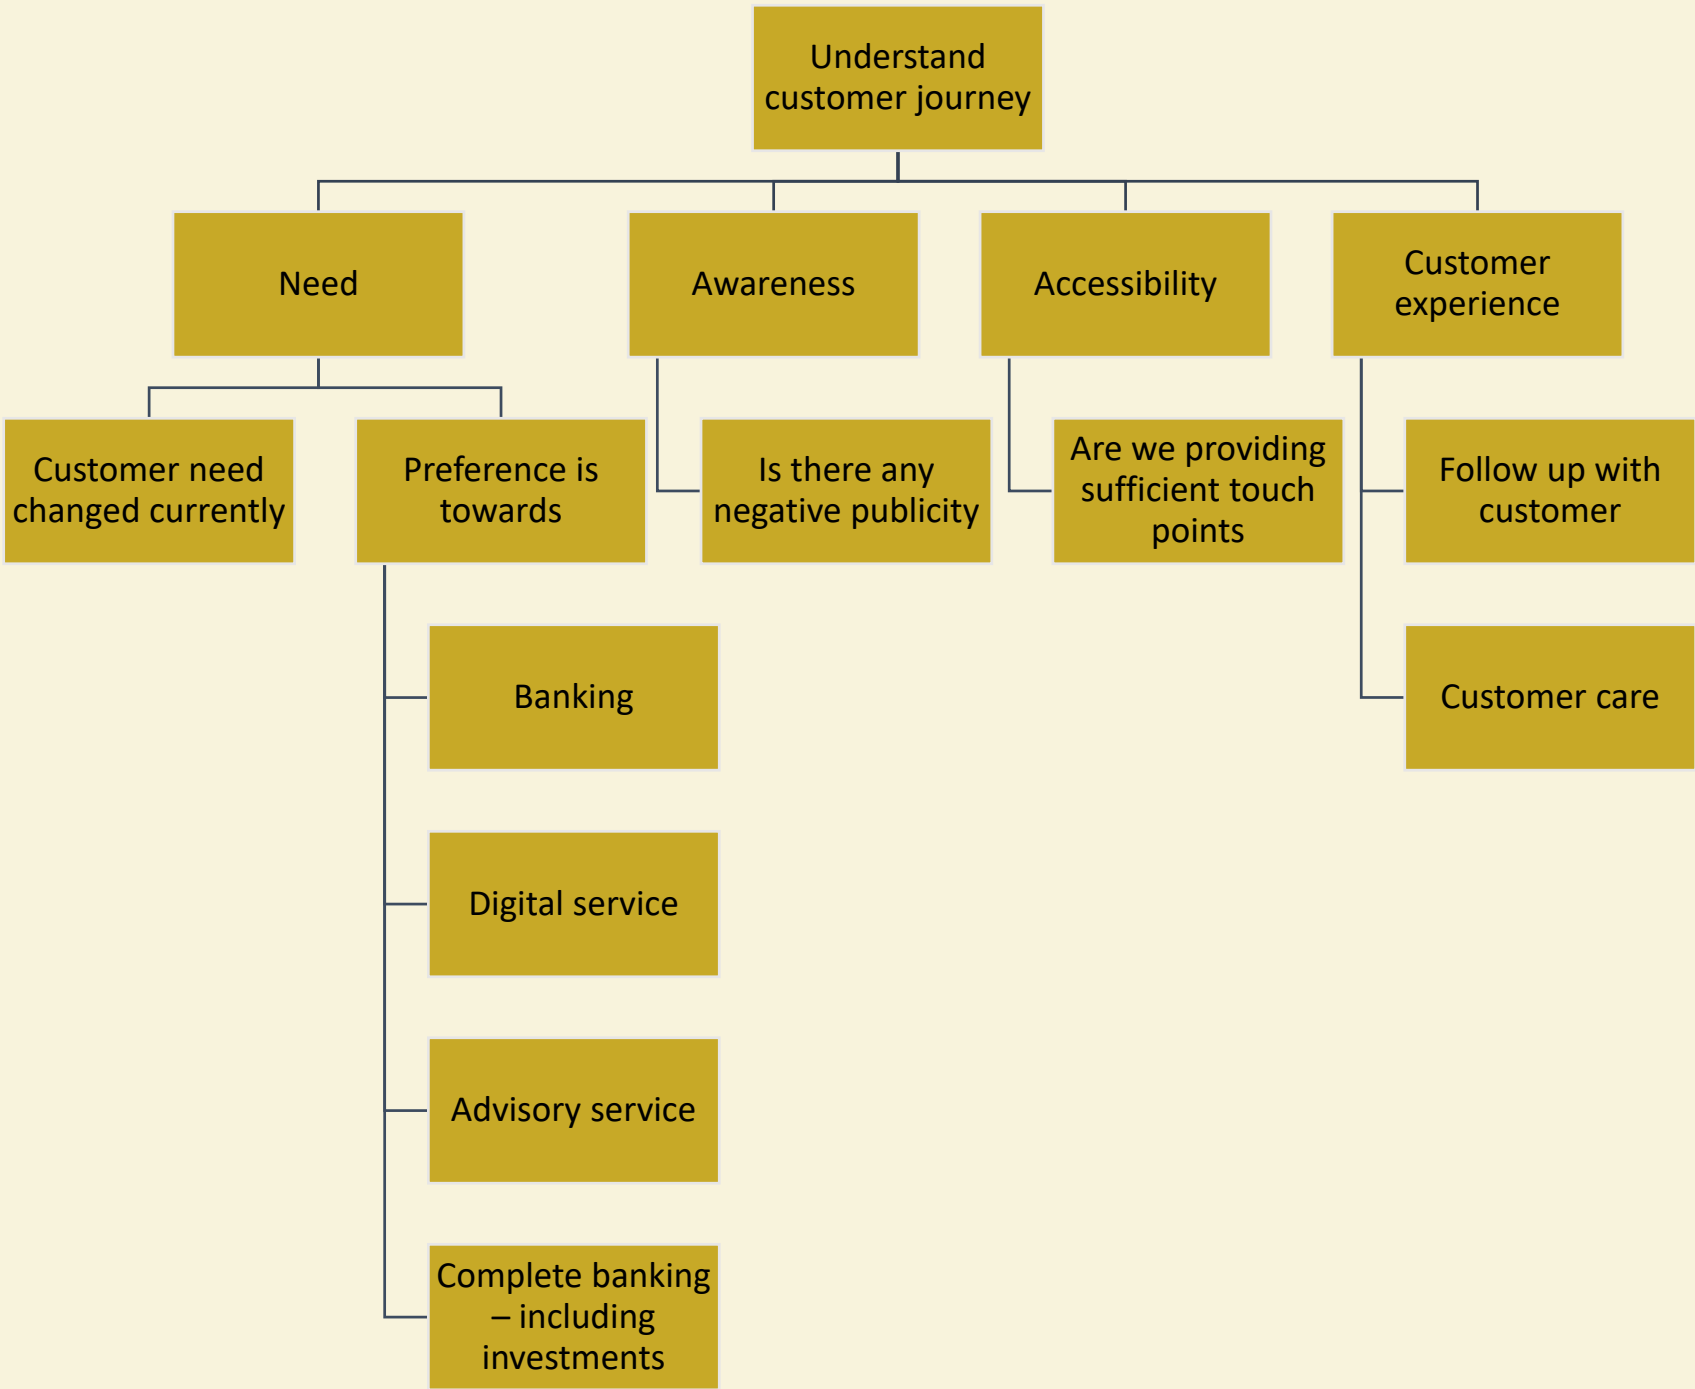 Understand
customer journey
Need
Awareness
Accessibility
Customer
experience
Customer need
changed currently
Preference is
towards
Is there any
negative publicity
Are we providing
sufficient touch
points
Follow up with
customer
Banking
Customer care
Digital service
Advisory service
Complete banking
– including
investments